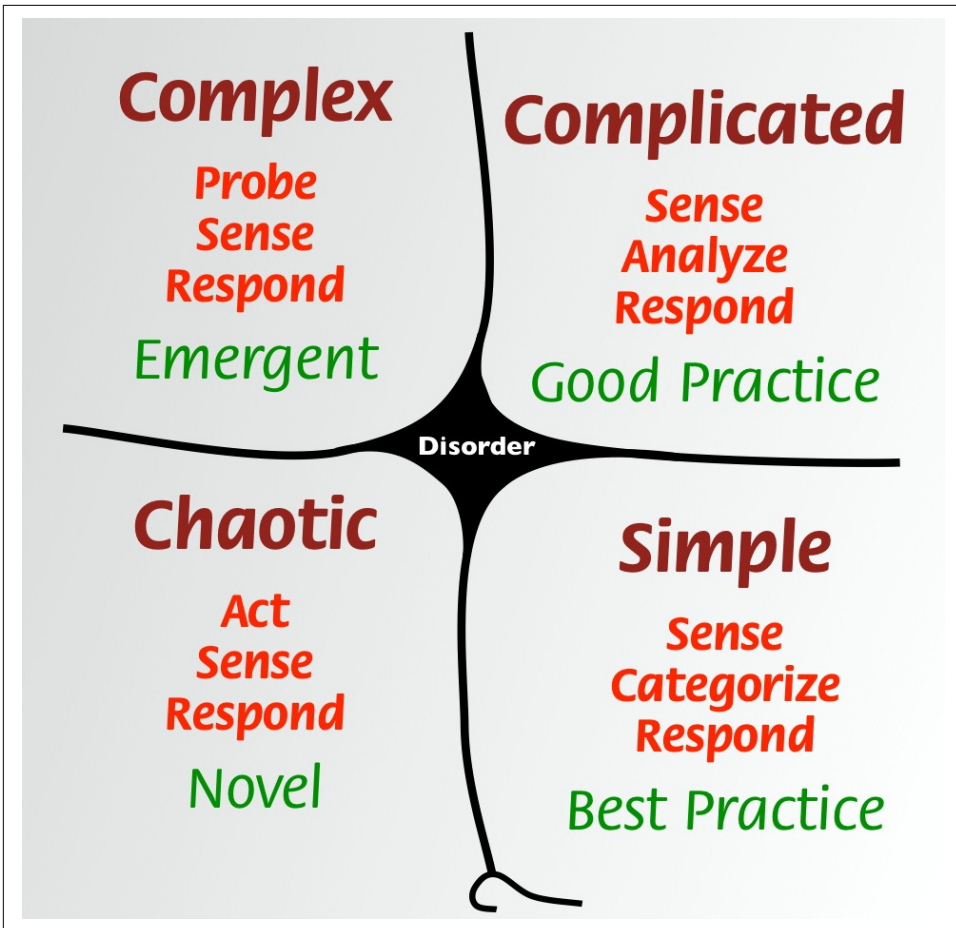 Complex
Probe
Sense
Respond
Emergent
Complicated
Sense
Analyze
Respond
Good Practice
Disorder
Chaotic
Act
Sense
Respond
Novel
Simple
Sense
Categorize
Respond
Best Practice